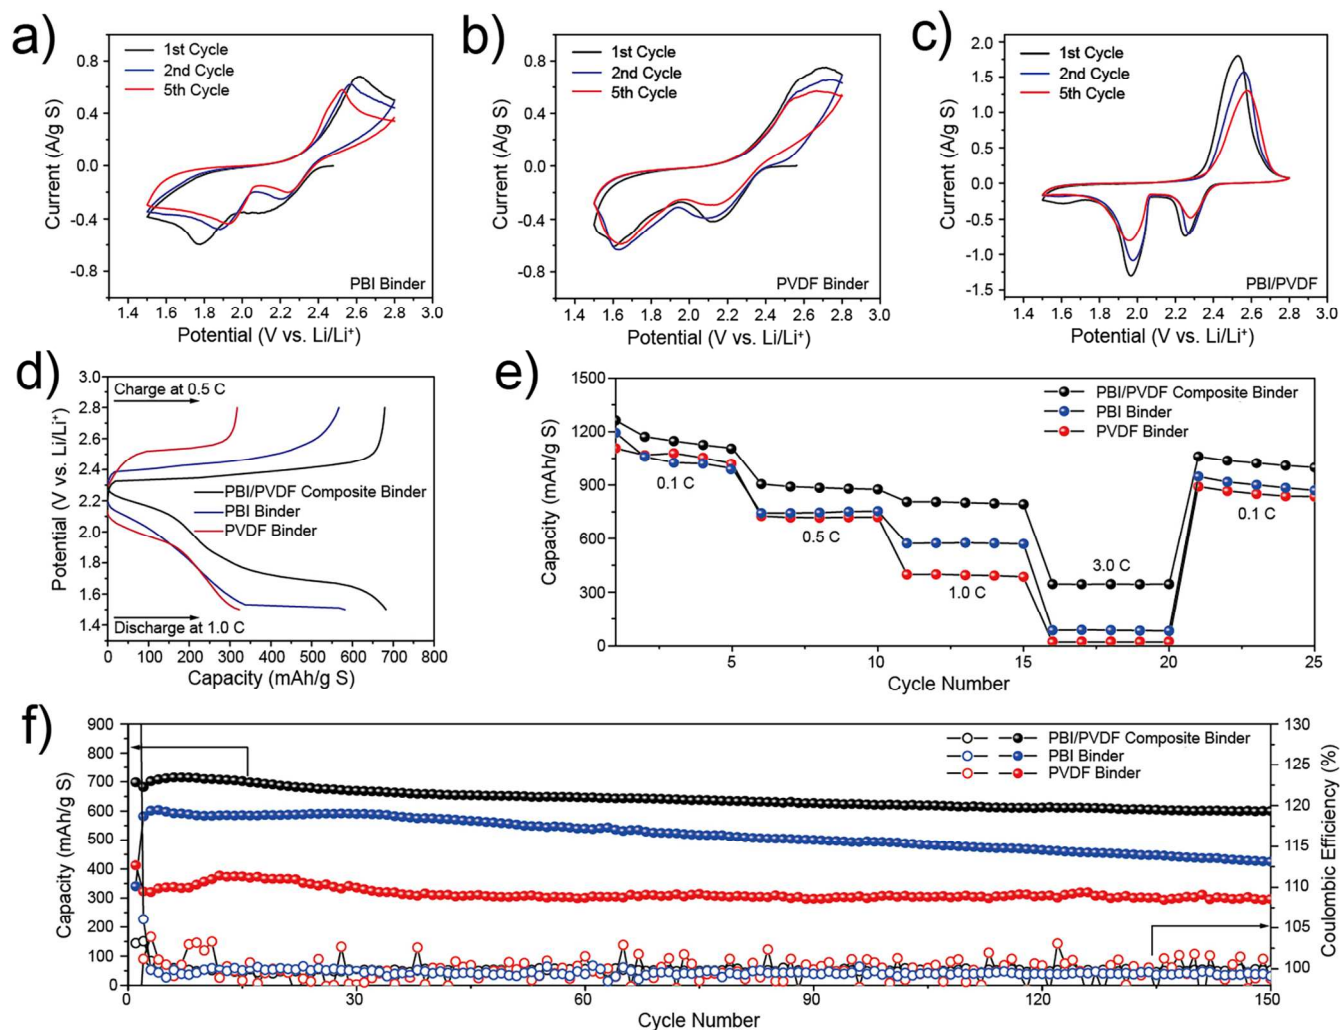 a)
1st Cycle
2nd Cycle
5th Cycle
0.8
0.4
0.0
-0.4
-0.8
Current (A/g S)
PBI Binder
1.4 1.6 1.8 2.0 2.2 2.4 2.6 2.8 3.0
Potential (V vs. Li/Li⁺)
b)
1st Cycle
2nd Cycle
5th Cycle
0.8
0.4
0.0
-0.4
-0.8
Current (A/g S)
PVDF Binder
1.4 1.6 1.8 2.0 2.2 2.4 2.6 2.8 3.0
Potential (V vs. Li/Li⁺)
c)
1st Cycle
2nd Cycle
5th Cycle
2.0
1.5
1.0
0.5
0.0
-0.5
-1.0
-1.5
Current (A/g S)
PBI/PVDF
1.4 1.6 1.8 2.0 2.2 2.4 2.6 2.8 3.0
Potential (V vs. Li/Li⁺)
d)
3.0
2.8
2.6
2.4
2.2
2.0
1.8
1.6
1.4
Potential (V vs. Li/Li⁺)
Charge at 0.5 C
PBI/PVDF Composite Binder
PBI Binder
PVDF Binder
Discharge at 1.0 C
0 100 200 300 400 500 600 700 800
Capacity (mAh/g S)
e)
1500
1200
900
600
300
0
Capacity (mAh/g S)
PBI/PVDF Composite Binder
PBI Binder
PVDF Binder
0.1 C
0.5 C
1.0 C
3.0 C
0.1 C
5 10 15 20 25
Cycle Number
f)
900
800
700
600
500
400
300
200
100
0
Capacity (mAh/g S)
PBI/PVDF Composite Binder
PBI Binder
PVDF Binder
130
125
120
115
110
105
100
Coulombic Efficiency (%)
0 30 60 90 120 150
Cycle Number